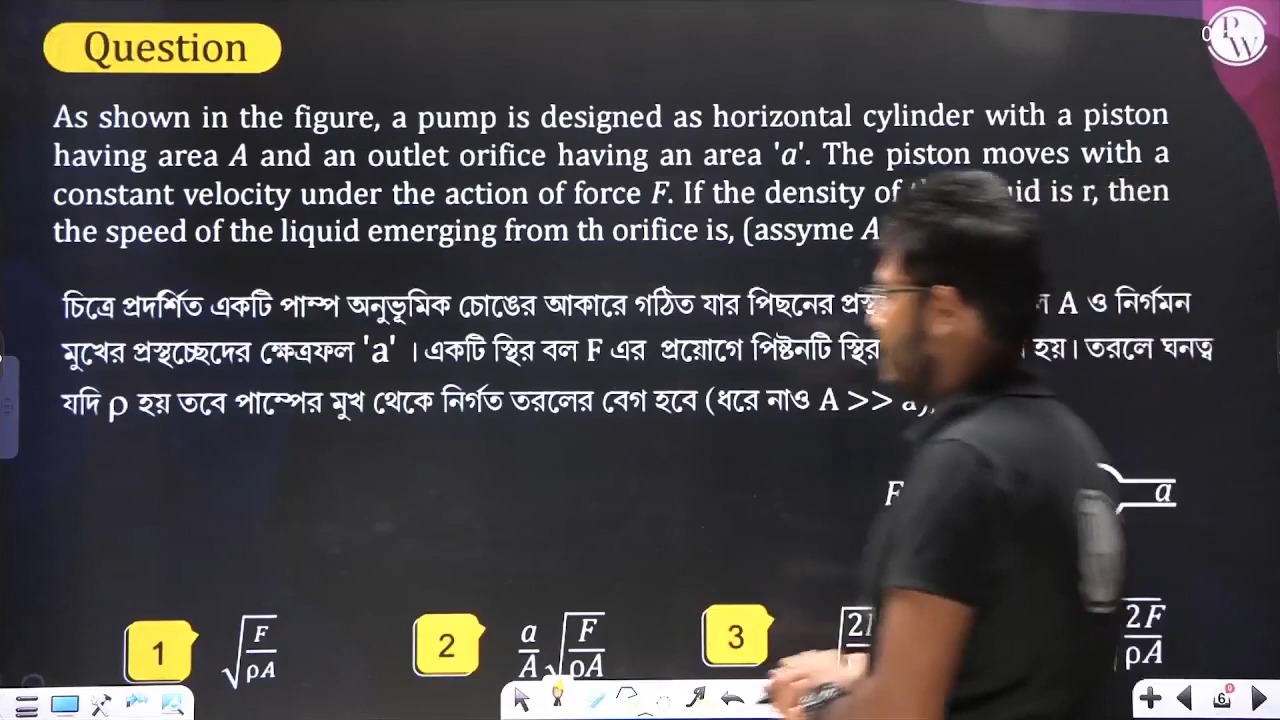 Question
As shown in the figure, a pump is designed as horizontal cylinder with a piston
having area A and an outlet orifice having an area 'a'. The piston moves with a
constant velocity under the action of force F. If the density of is r, then
the speed of the liquid emerging from th orifice is, (assyme A
চিত্রে প্রদর্শিত একটি পাম্প অনুভূমিক চোঙের আকারে গঠিত যার পিছনের A ও নির্গমন
মুখের প্রস্থচ্ছেদের ক্ষেত্রফল 'a' । একটি স্থির বল F এর প্রয়োগে পিষ্টনটি স্থির হয়। তরলে ঘনত্ব
যদি ρ হয় তবে পাম্পের মুখ থেকে নির্গত তরলের বেগ হবে (ধরে নাও A >> a),
F a
1 √F/ρA
2 a/A √F/ρA
3
2F/ρA
PW
6